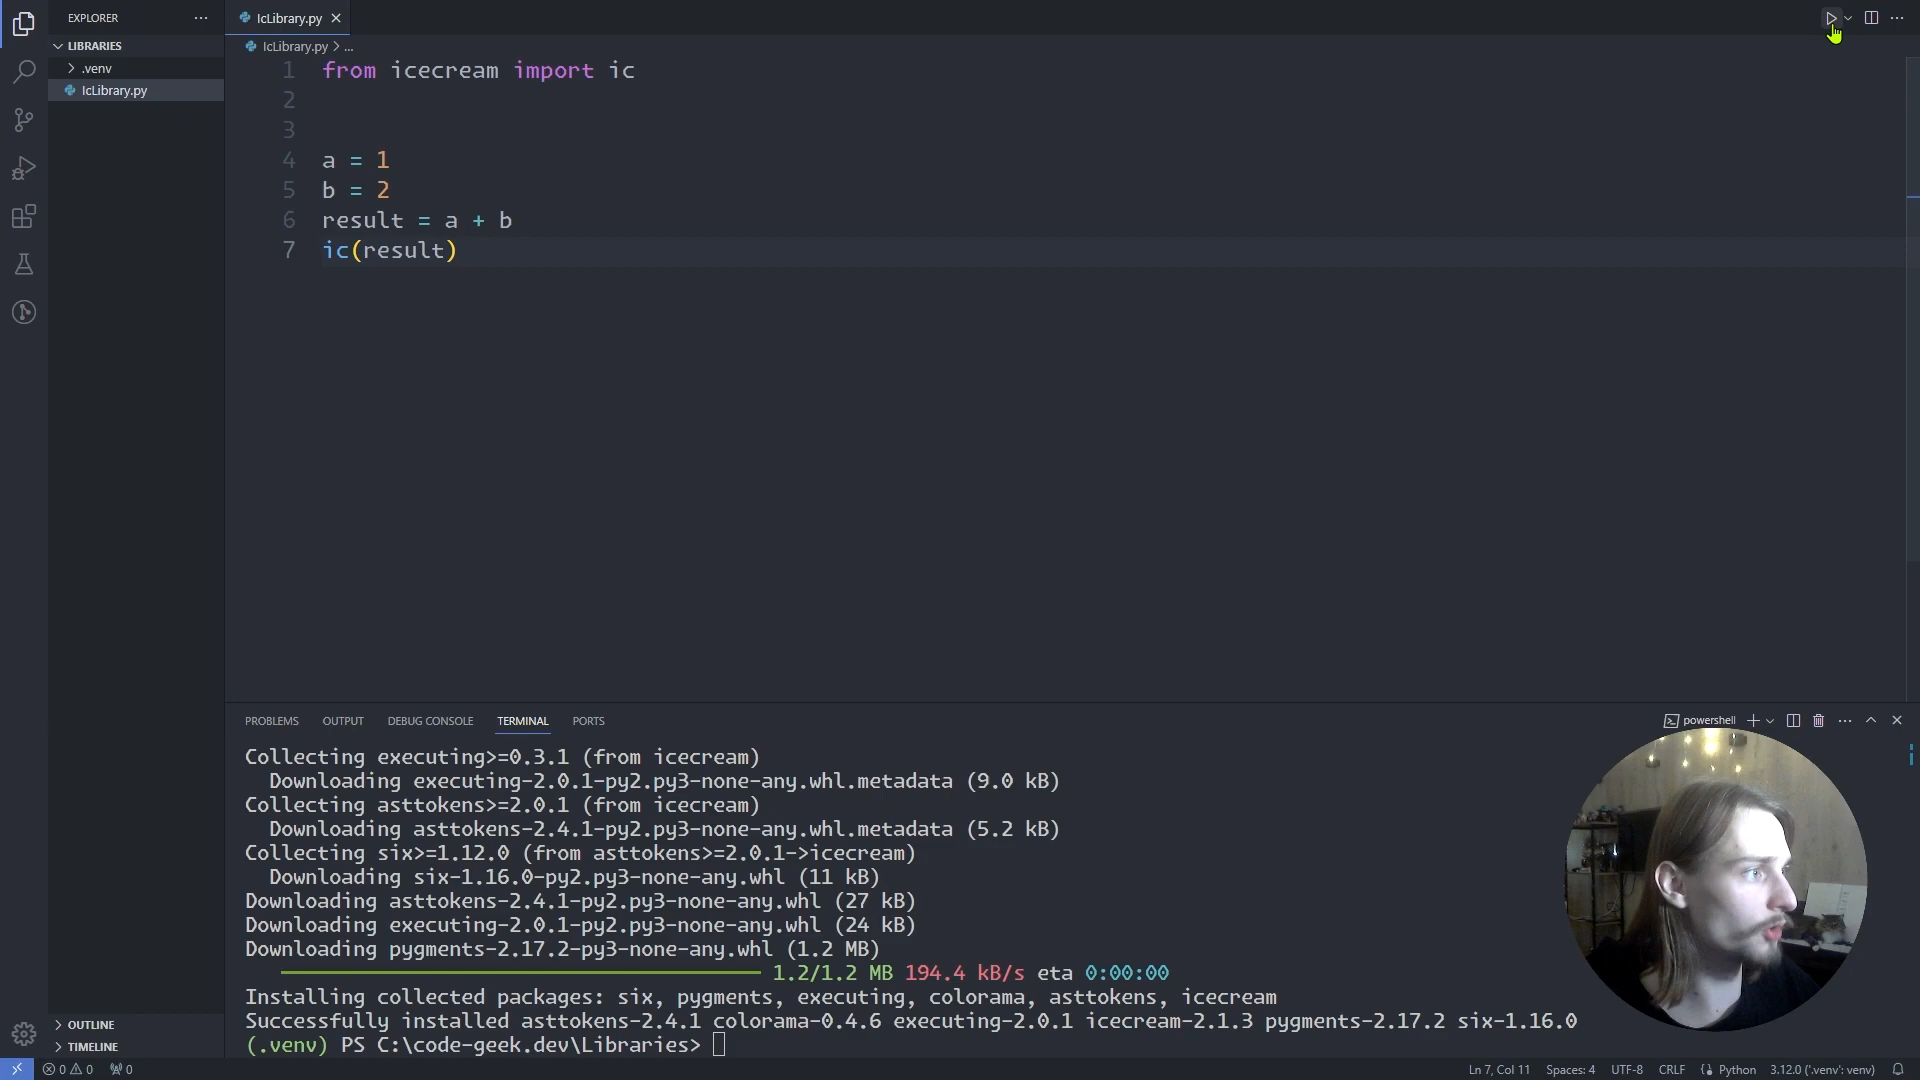 EXPLORER
LIBRARIES
.venv
IcLibrary.py
OUTLINE
TIMELINE
IcLibrary.py
IcLibrary.py > ...
1 from icecream import ic
2
3
4 a = 1
5 b = 2
6 result = a + b
7 ic(result)
PROBLEMS OUTPUT DEBUG CONSOLE TERMINAL PORTS
powershell
Collecting executing>=0.3.1 (from icecream)
Downloading executing-2.0.1-py2.py3-none-any.whl.metadata (9.0 kB)
Collecting asttokens>=2.0.1 (from icecream)
Downloading asttokens-2.4.1-py2.py3-none-any.whl.metadata (5.2 kB)
Collecting six>=1.12.0 (from asttokens>=2.0.1->icecream)
Downloading six-1.16.0-py2.py3-none-any.whl (11 kB)
Downloading asttokens-2.4.1-py2.py3-none-any.whl (27 kB)
Downloading executing-2.0.1-py2.py3-none-any.whl (24 kB)
Downloading pygments-2.17.2-py3-none-any.whl (1.2 MB)
1.2/1.2 MB 194.4 kB/s eta 0:00:00
Installing collected packages: six, pygments, executing, colorama, asttokens, icecream
Successfully installed asttokens-2.4.1 colorama-0.4.6 executing-2.0.1 icecream-2.1.3 pygments-2.17.2 six-1.16.0
(.venv) PS C:\code-geek.dev\Libraries>
0 0 0 Ln 7, Col 11 Spaces: 4 UTF-8 CRLF Python 3.12.0 ('.venv': venv)